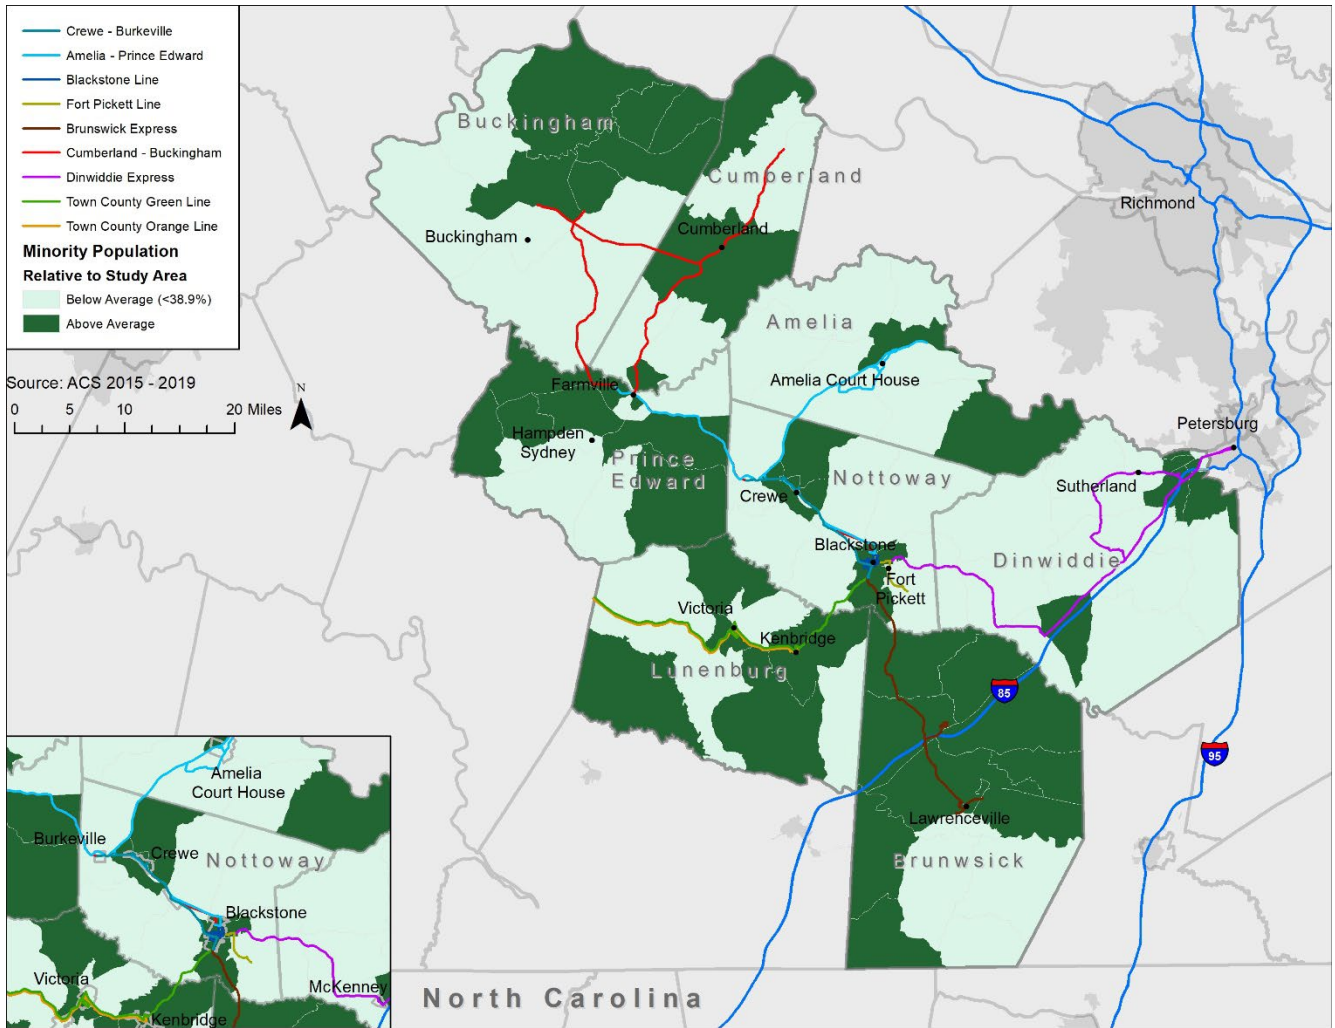 Crewe - Burkeville
Amelia - Prince Edward
Blackstone Line
Fort Pickett Line
Brunswick Express
Cumberland - Buckingham
Dinwiddie Express
Town County Green Line
Town County Orange Line
Minority Population
Relative to Study Area
Below Average (<38.9%)
Above Average
Source: ACS 2015 - 2019
N
0 5 10 20 Miles
Buckingham
Cumberland
Richmond
Buckingham
Cumberland
Amelia
Amelia Court House
Farmville
Petersburg
Hampden
Sydney
Prince
Edward
Nottoway
Crewe
Sutherland
Blackstone
Dinwiddie
Fort
Pickett
Victoria
Kenbridge
Lunenburg
85
95
Lawrenceville
Brunwsick
North Carolina
Amelia
Court House
Burkeville
Crewe
Nottoway
Blackstone
Victoria
McKenney
Kenbridge